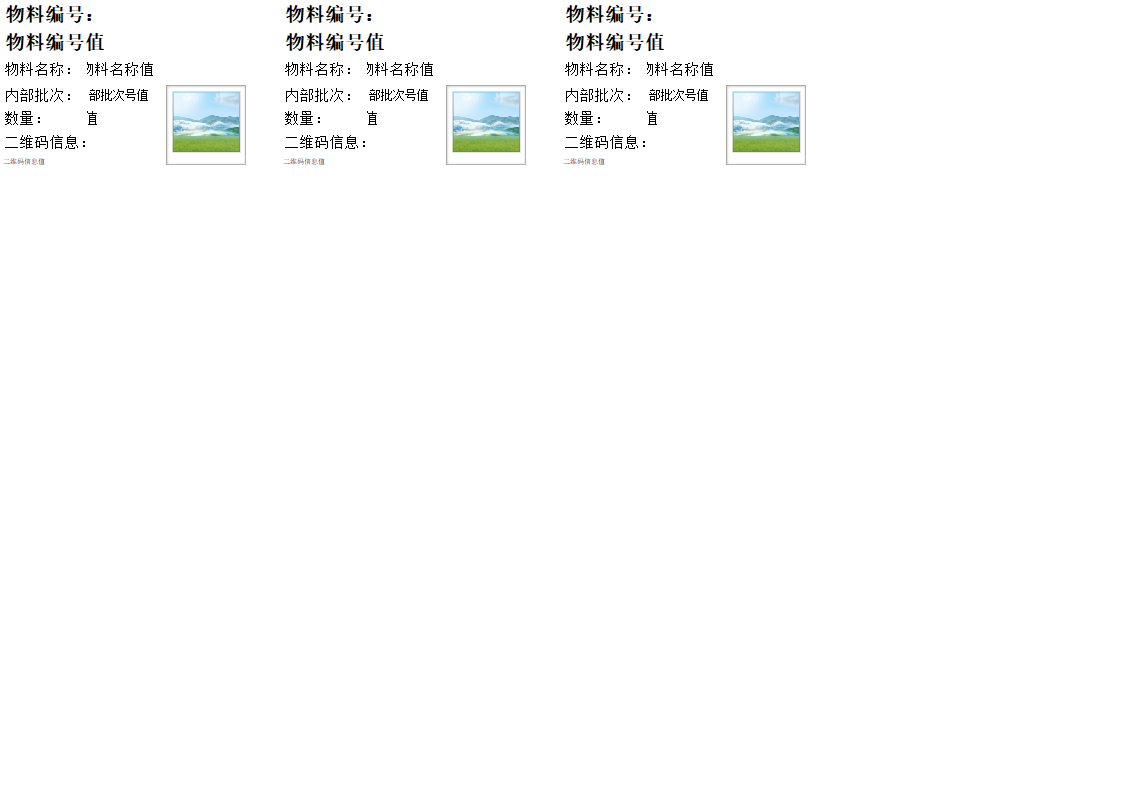 物料编号： 物料编号： 物料编号：
物料编号值 物料编号值 物料编号值
物料名称： 物料名称值 物料名称： 物料名称值 物料名称： 物料名称值
内部批次： 部批次号值 内部批次： 部批次号值 内部批次： 部批次号值
数量： 值 数量： 值 数量： 值
二维码信息： 二维码信息： 二维码信息：
二维码信息值 二维码信息值 二维码信息值